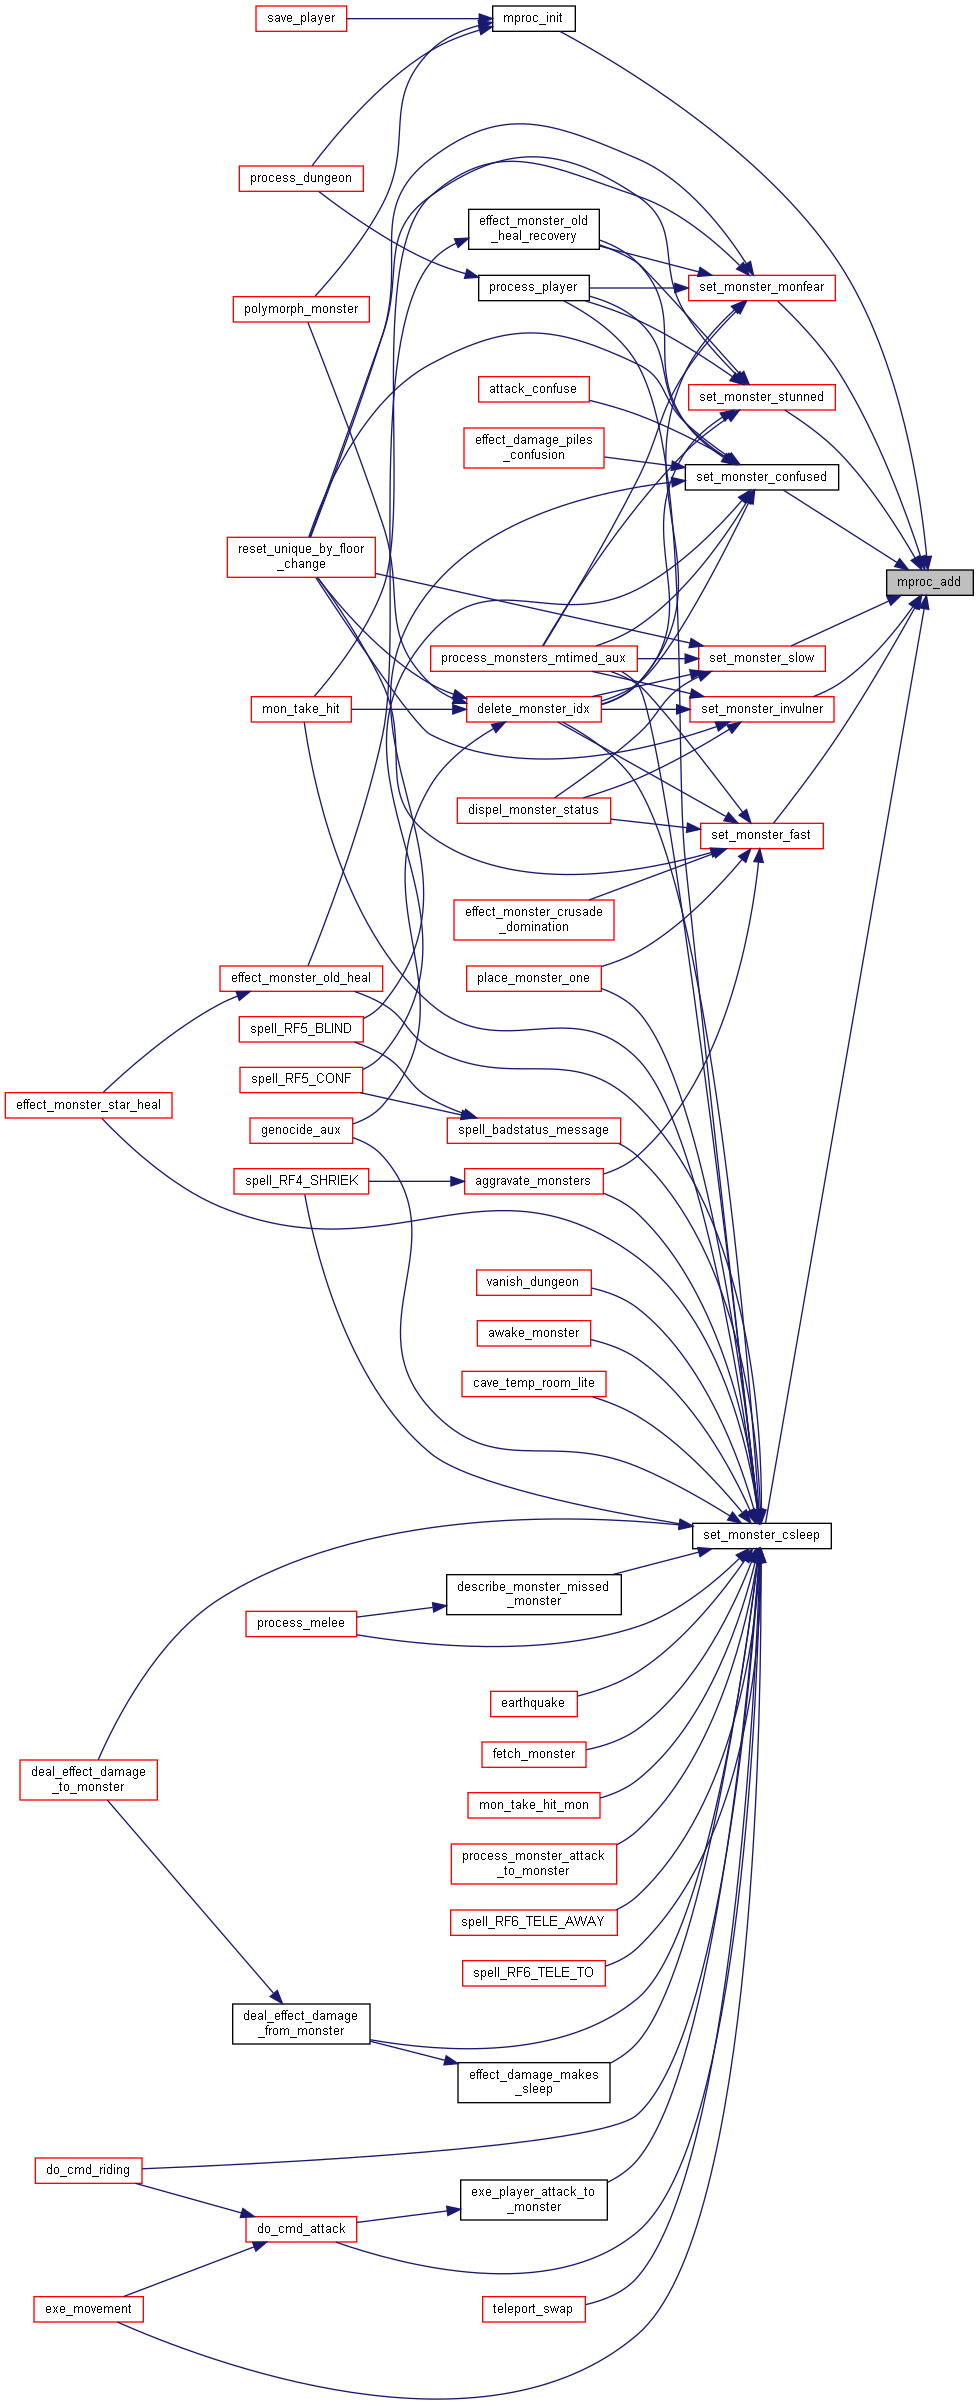 save_player
mproc_init
process_dungeon
effect_monster_old
_heal_recovery
process_player
set_monster_monfear
polymorph_monster
attack_confuse
set_monster_stunned
effect_damage_piles
_confusion
set_monster_confused
reset_unique_by_floor
_change
mproc_add
process_monsters_mtimed_aux
set_monster_slow
mon_take_hit
delete_monster_idx
set_monster_invulner
dispel_monster_status
set_monster_fast
effect_monster_crusade
_domination
effect_monster_old_heal
place_monster_one
spell_RF5_BLIND
spell_RF5_CONF
effect_monster_star_heal
genocide_aux
spell_badstatus_message
spell_RF4_SHRIEK
aggravate_monsters
vanish_dungeon
awake_monster
cave_temp_room_lite
set_monster_csleep
describe_monster_missed
_monster
process_melee
earthquake
fetch_monster
deal_effect_damage
_to_monster
mon_take_hit_mon
process_monster_attack
_to_monster
spell_RF6_TELE_AWAY
spell_RF6_TELE_TO
deal_effect_damage
_from_monster
effect_damage_makes
_sleep
do_cmd_riding
exe_player_attack_to
_monster
do_cmd_attack
exe_movement
teleport_swap